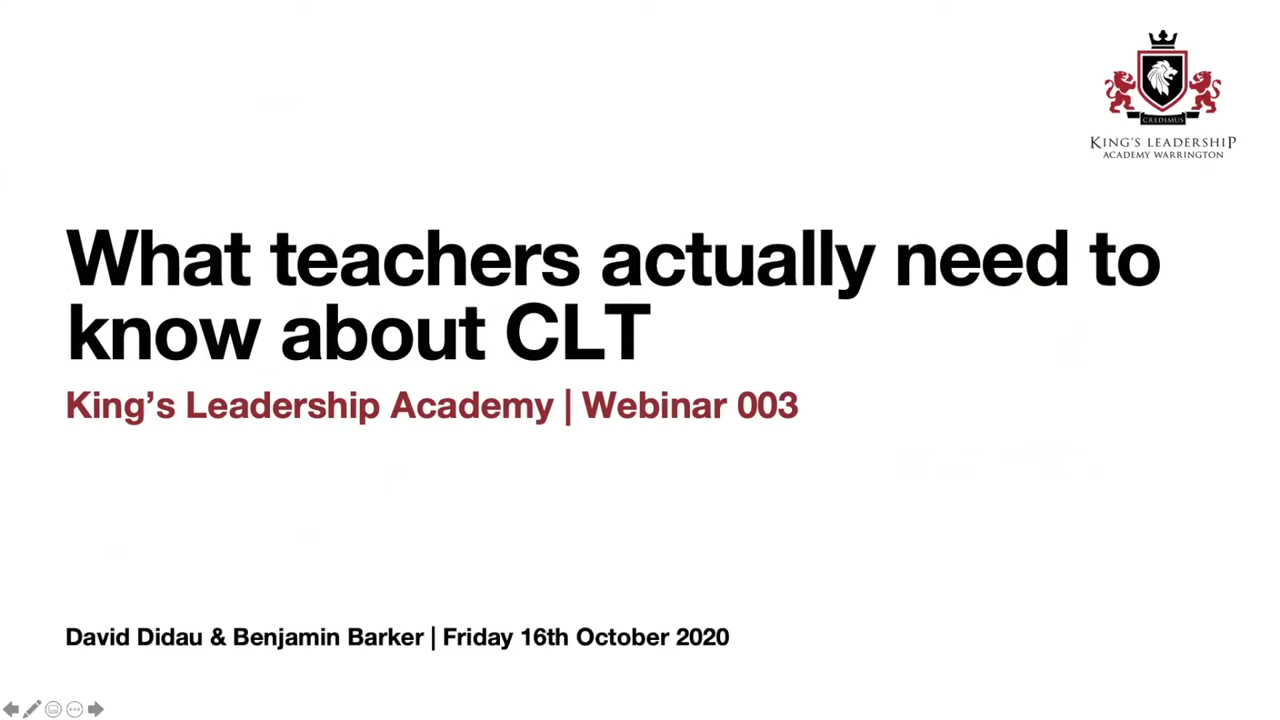 CREDIMUS
KING'S LEADERSHIP
ACADEMY WARRINGTON
What teachers actually need to
know about CLT
King's Leadership Academy | Webinar 003
David Didau & Benjamin Barker | Friday 16th October 2020